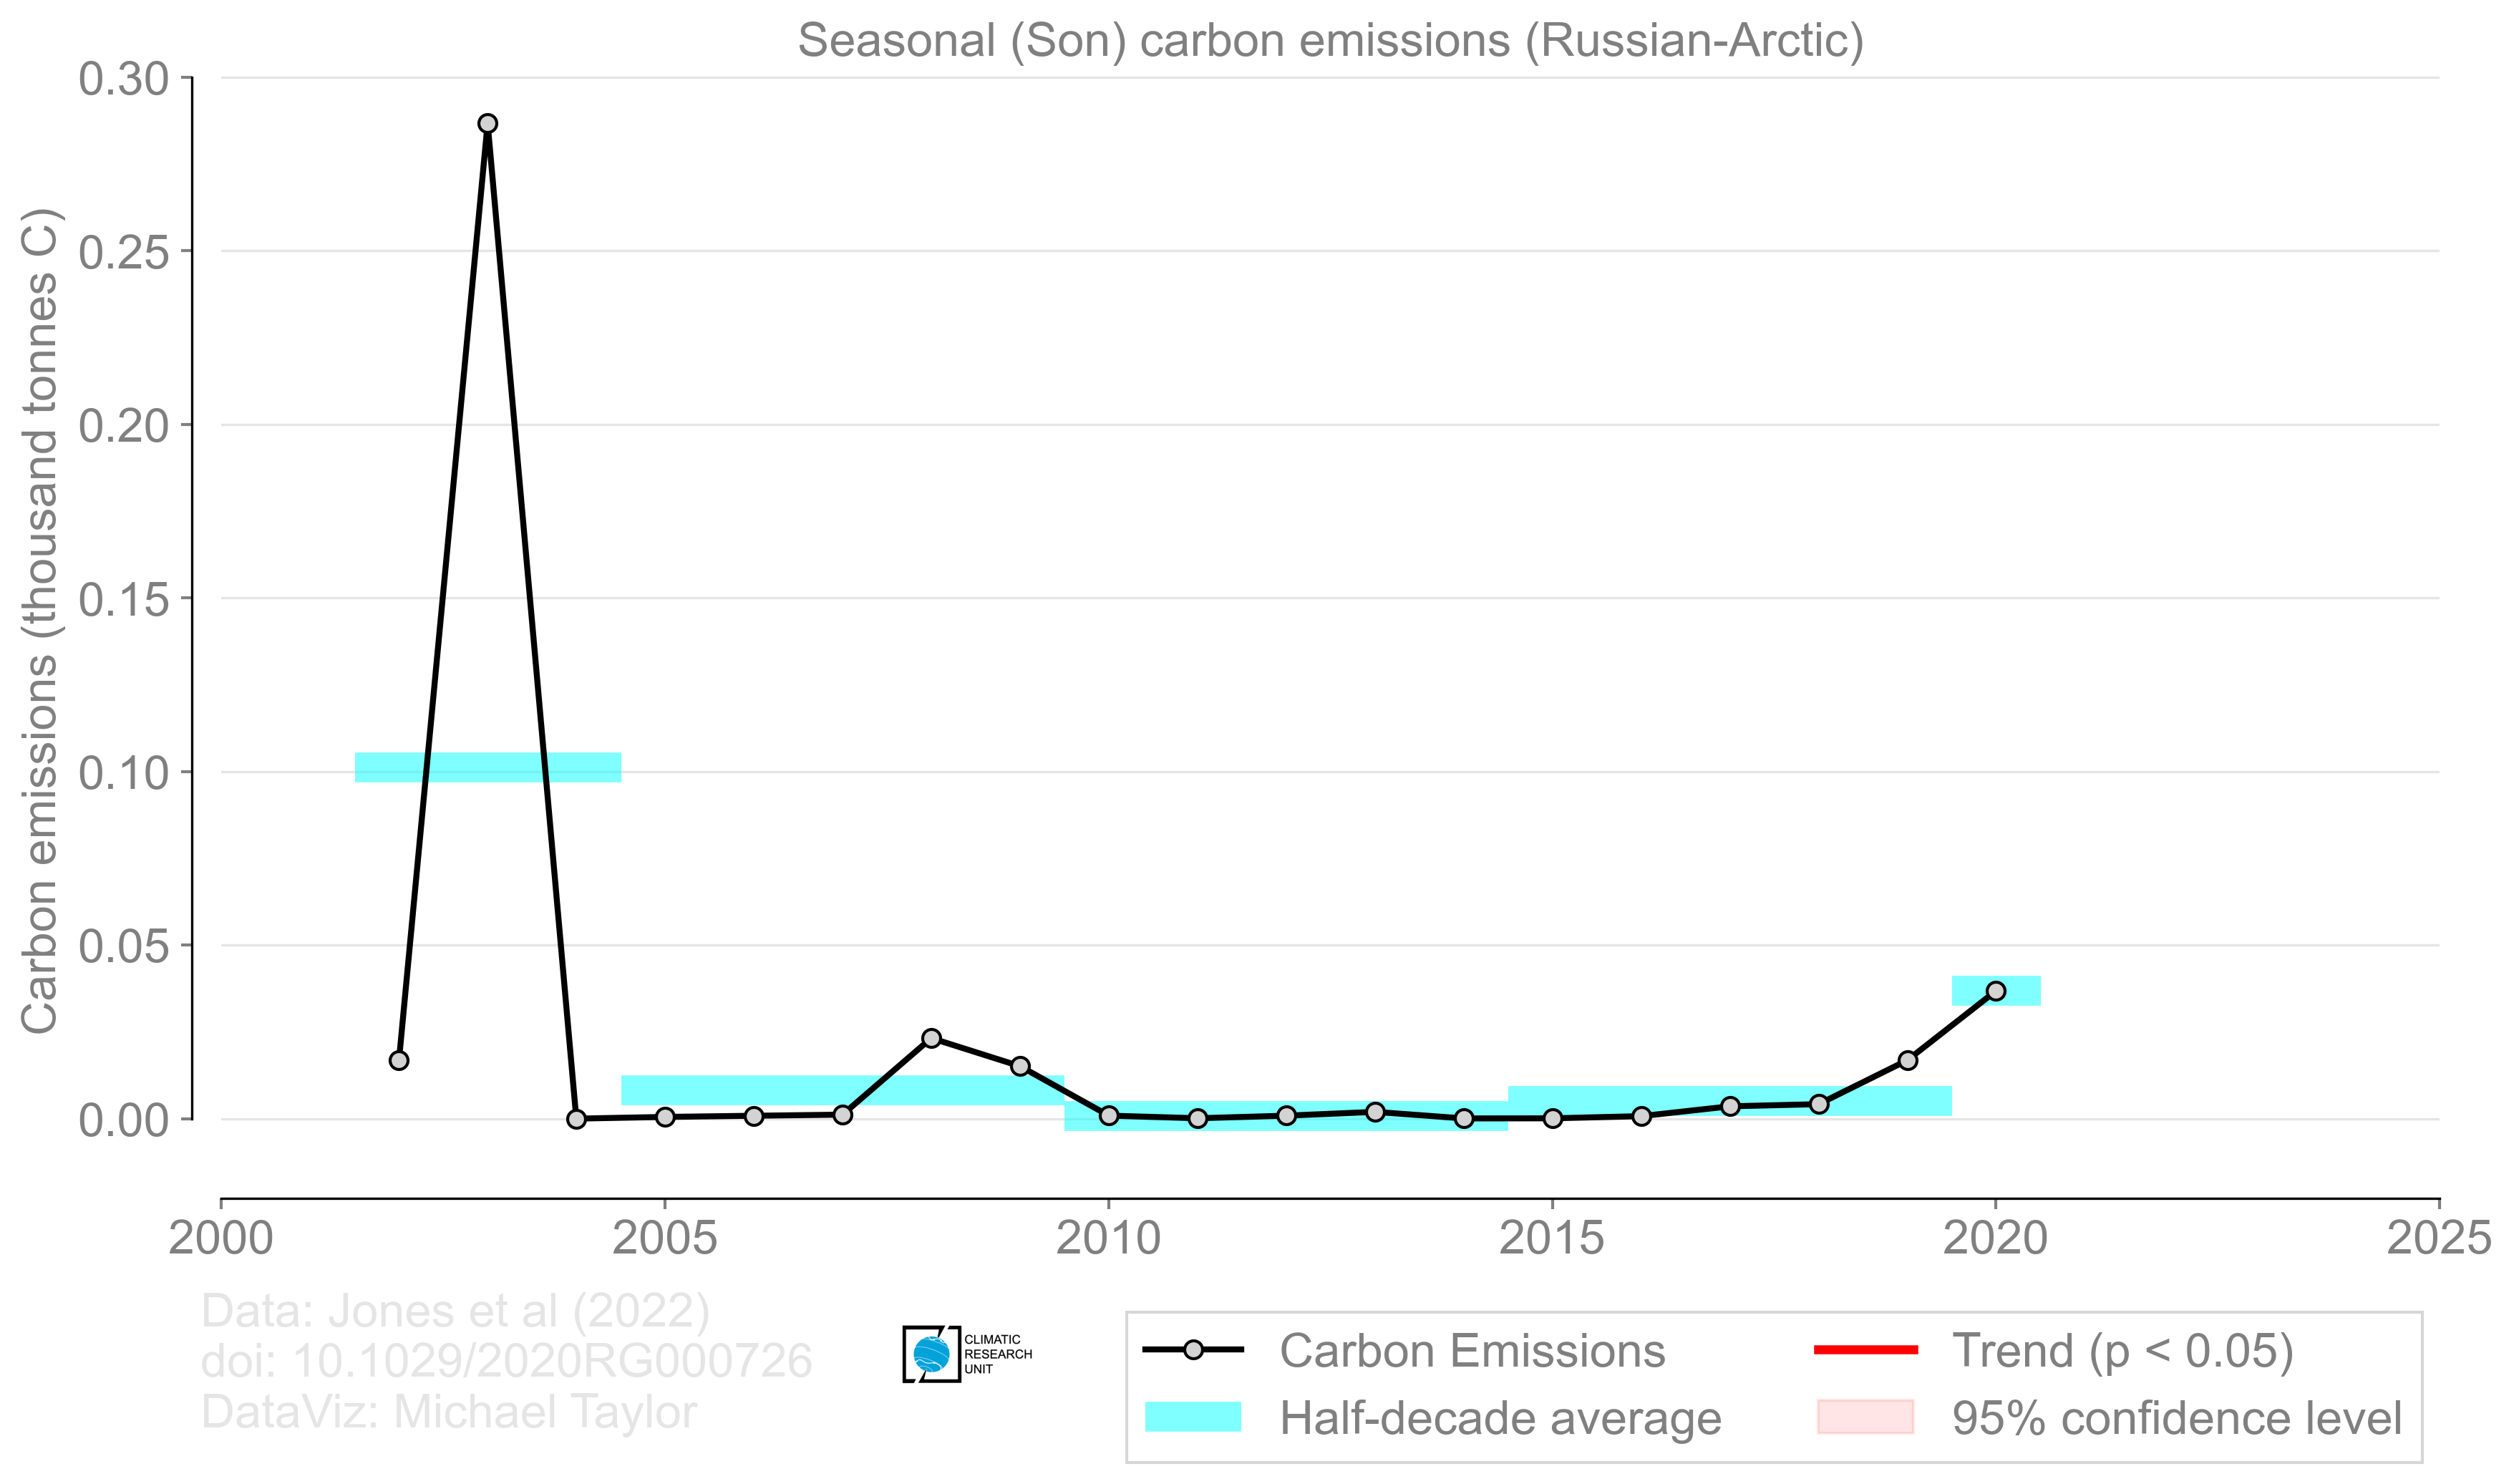 Seasonal (Son) carbon emissions (Russian-Arctic)
Carbon emissions (thousand tonnes C)
0.30
0.25
0.20
0.15
0.10
0.05
0.00
2000 2005 2010 2015 2020 2025
Data: Jones et al (2022)
doi: 10.1029/2020RG000726
DataViz: Michael Taylor
CLIMATIC
RESEARCH
UNIT
Carbon Emissions
Half-decade average
Trend (p < 0.05)
95% confidence level